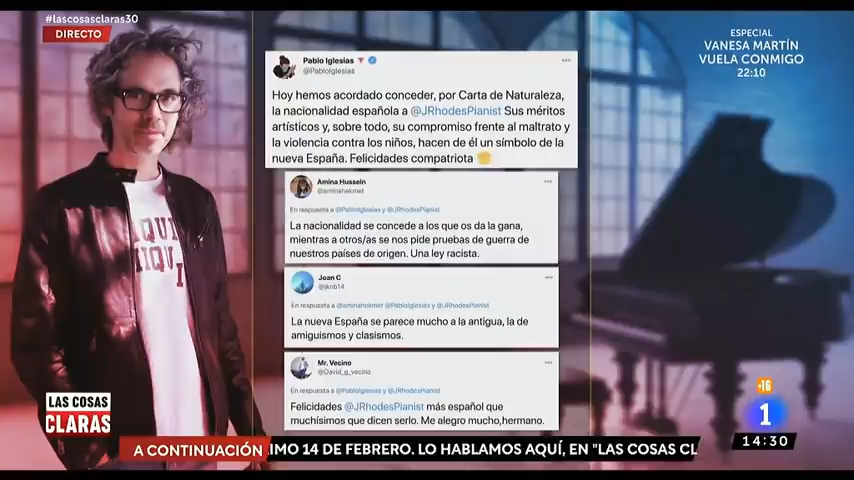 #lascosasclaras30
DIRECTO
ESPECIAL
VANESA MARTÍN
VUELA CONMIGO
22:10
Pablo Iglesias
@PabloIglesias
Hoy hemos acordado conceder, por Carta de Naturaleza,
la nacionalidad española a @JRhodesPianist Sus méritos
artísticos y, sobre todo, su compromiso frente al maltrato y
la violencia contra los niños, hacen de él un símbolo de la
nueva España. Felicidades compatriota
Amina Hussein
@aminahekmet
En respuesta a @PabloIglesias y @JRhodesPianist
La nacionalidad se concede a los que os da la gana,
mientras a otros/as se nos pide pruebas de guerra de
nuestros países de origen. Una ley racista.
Joan C
@jknb14
En respuesta a @aminahekmet @PabloIglesias y @JRhodesPianist
La nueva España se parece mucho a la antigua, la de
amiguismos y clasismos.
Mr. Vecino
@David_g_vecino
En respuesta a @PabloIglesias y @JRhodesPianist
Felicidades @JRhodesPianist más español que
muchísimos que dicen serlo. Me alegro mucho,hermano.
LAS COSAS
CLARAS
+16
1
14:30
A CONTINUACIÓN
IMO 14 DE FEBRERO. LO HABLAMOS AQUÍ, EN "LAS COSAS CL